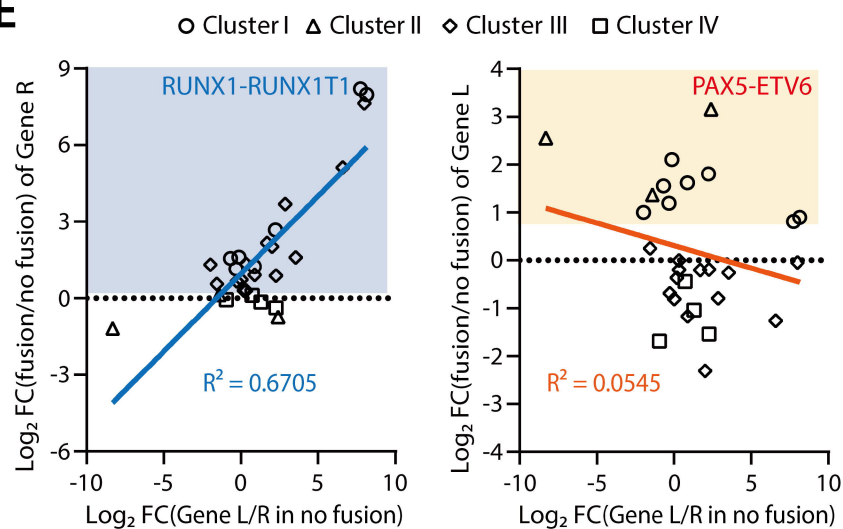 E
Cluster I Cluster II Cluster III Cluster IV
Log₂ FC(fusion/no fusion) of Gene R
9
6
3
0
-3
-6
RUNX1-RUNX1T1
R² = 0.6705
-10 -5 0 5 10
Log₂ FC(Gene L/R in no fusion)
Log₂ FC(fusion/no fusion) of Gene L
4
3
2
1
0
-1
-2
-3
-4
PAX5-ETV6
R² = 0.0545
-10 -5 0 5 10
Log₂ FC(Gene L/R in no fusion)